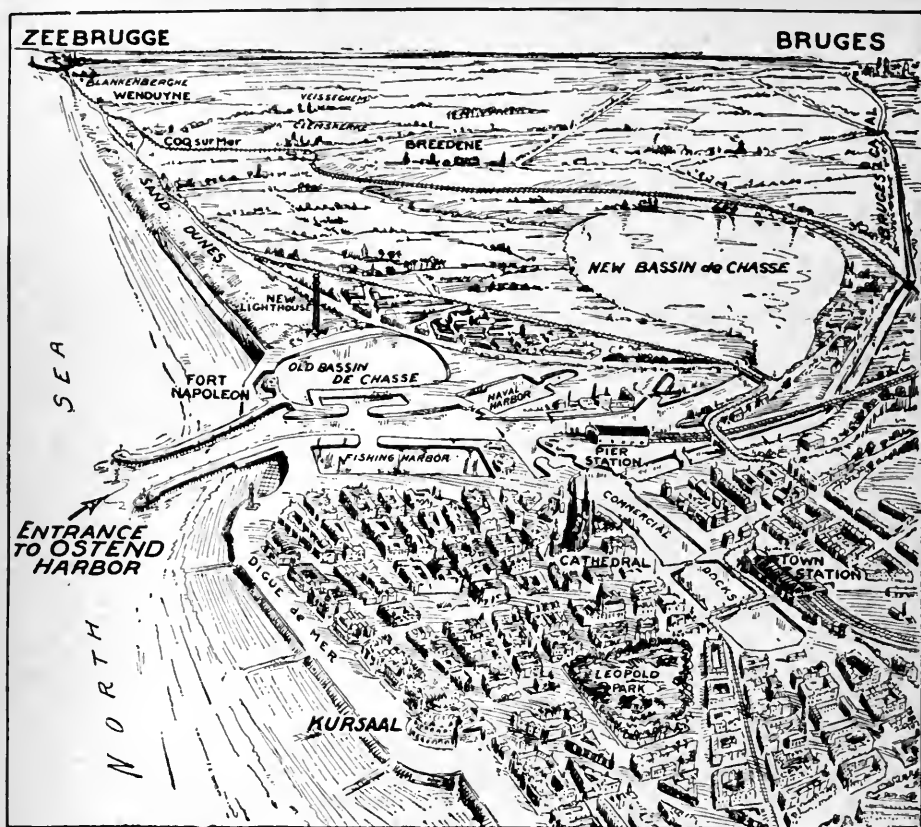 ZEEBRUGGE
BRUGES
BLANKENBERGHE
WENDUYNE
VEISSEGHEM
CLEMSKERKE
COQ SUR MER
BREEDENE
BRUGES CANAL
SAND DUNES
NEW BASSIN de CHASSE
NEW
LIGHTHOUSE
OLD BASSIN
DE CHASSE
FORT
NAPOLEON
NAVAL
HARBOR
FISHING HARBOR
PIER
STATION
ENTRANCE
TO OSTEND
HARBOR
COMMERCIAL DOCKS
CATHEDRAL
TOWN
STATION
DIGUE de MER
LEOPOLD
PARK
KURSAAL
NORTH SEA